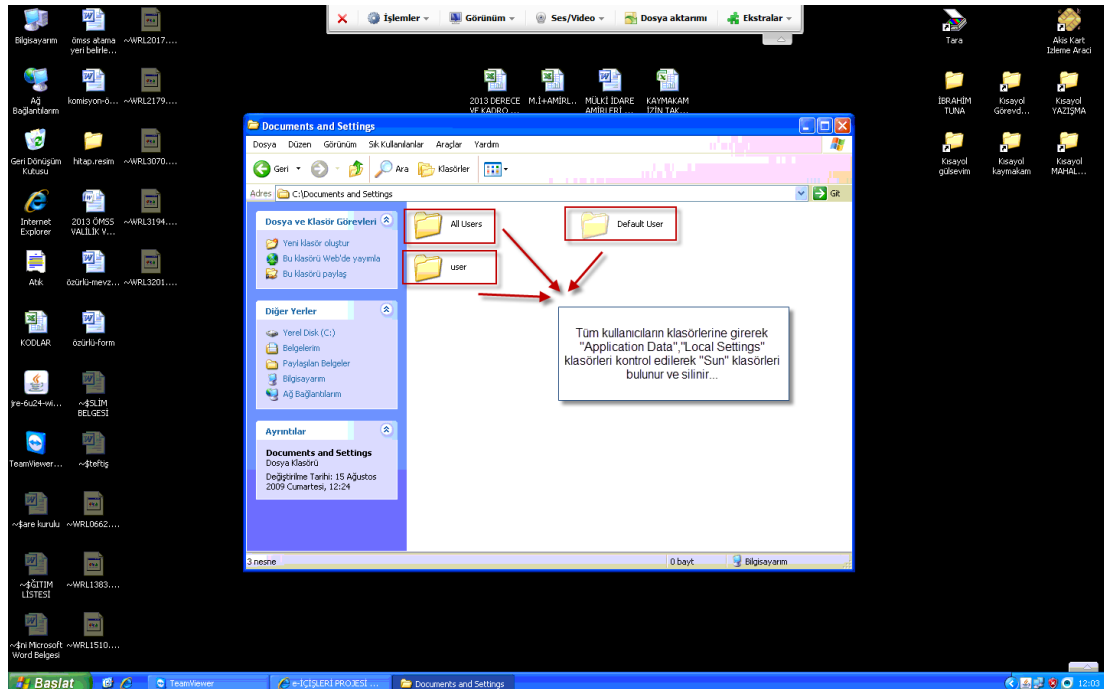 İşlemler
Görünüm
Ses/Video
Dosya aktarımı
Ekstralar
Bilgisayarım
ömss atama
yeri belirle...
~WRL2017....
Tara
Akis Kart
Izleme Araci
Ağ
Bağlantılarım
komisyon-ö...
~WRL2179....
2013 DERECE
VE KADRO ...
M.İ+AMİRL...
MÜLKİ İDARE
AMİRLERİ ...
KAYMAKAM
İZİN TAK...
IBRAHİM
TUNA
Kısayol
Görevd...
Kısayol
YAZIŞMA
Geri Dönüşüm
Kutusu
hitap.resim
~WRL3070....
Kısayol
gülsevim
Kısayol
kaymakam
Kısayol
MAHAL...
Internet
Explorer
2013 ÖMSS
VALİLİK V...
~WRL3194....
Atık
özürlü-mevz...
~WRL3201....
KODLAR
özürlü-form
jre-6u24-wi...
~$SLIM
BELGESİ
TeamViewer...
~$teftiş
~$are kurulu
~WRL0662....
~$ĞITIM
LİSTESİ
~WRL1383....
~$ni Microsoft
Word Belgesi
~WRL1510....
Documents and Settings
Dosya Düzen Görünüm Sık Kullanılanlar Araçlar Yardım
Geri
Ara
Klasörler
Adres
C:\Documents and Settings
Git
Dosya ve Klasör Görevleri
Yeni klasör oluştur
Bu klasörü Web'de yayımla
Bu klasörü paylaş
Diğer Yerler
Yerel Disk (C:)
Belgelerim
Paylaşılan Belgeler
Bilgisayarım
Ağ Bağlantılarım
Ayrıntılar
Documents and Settings
Dosya Klasörü
Değiştirilme Tarihi: 15 Ağustos
2009 Cumartesi, 12:24
All Users
Default User
user
Tüm kullanıcıların klasörlerine girerek
"Application Data","Local Settings"
klasörleri kontrol edilerek "Sun" klasörleri
bulunur ve silinir...
3 nesne
0 bayt
Bilgisayarım
Başlat
TeamViewer
e-İÇİŞLERİ PROJESİ ...
Documents and Settings
12:03